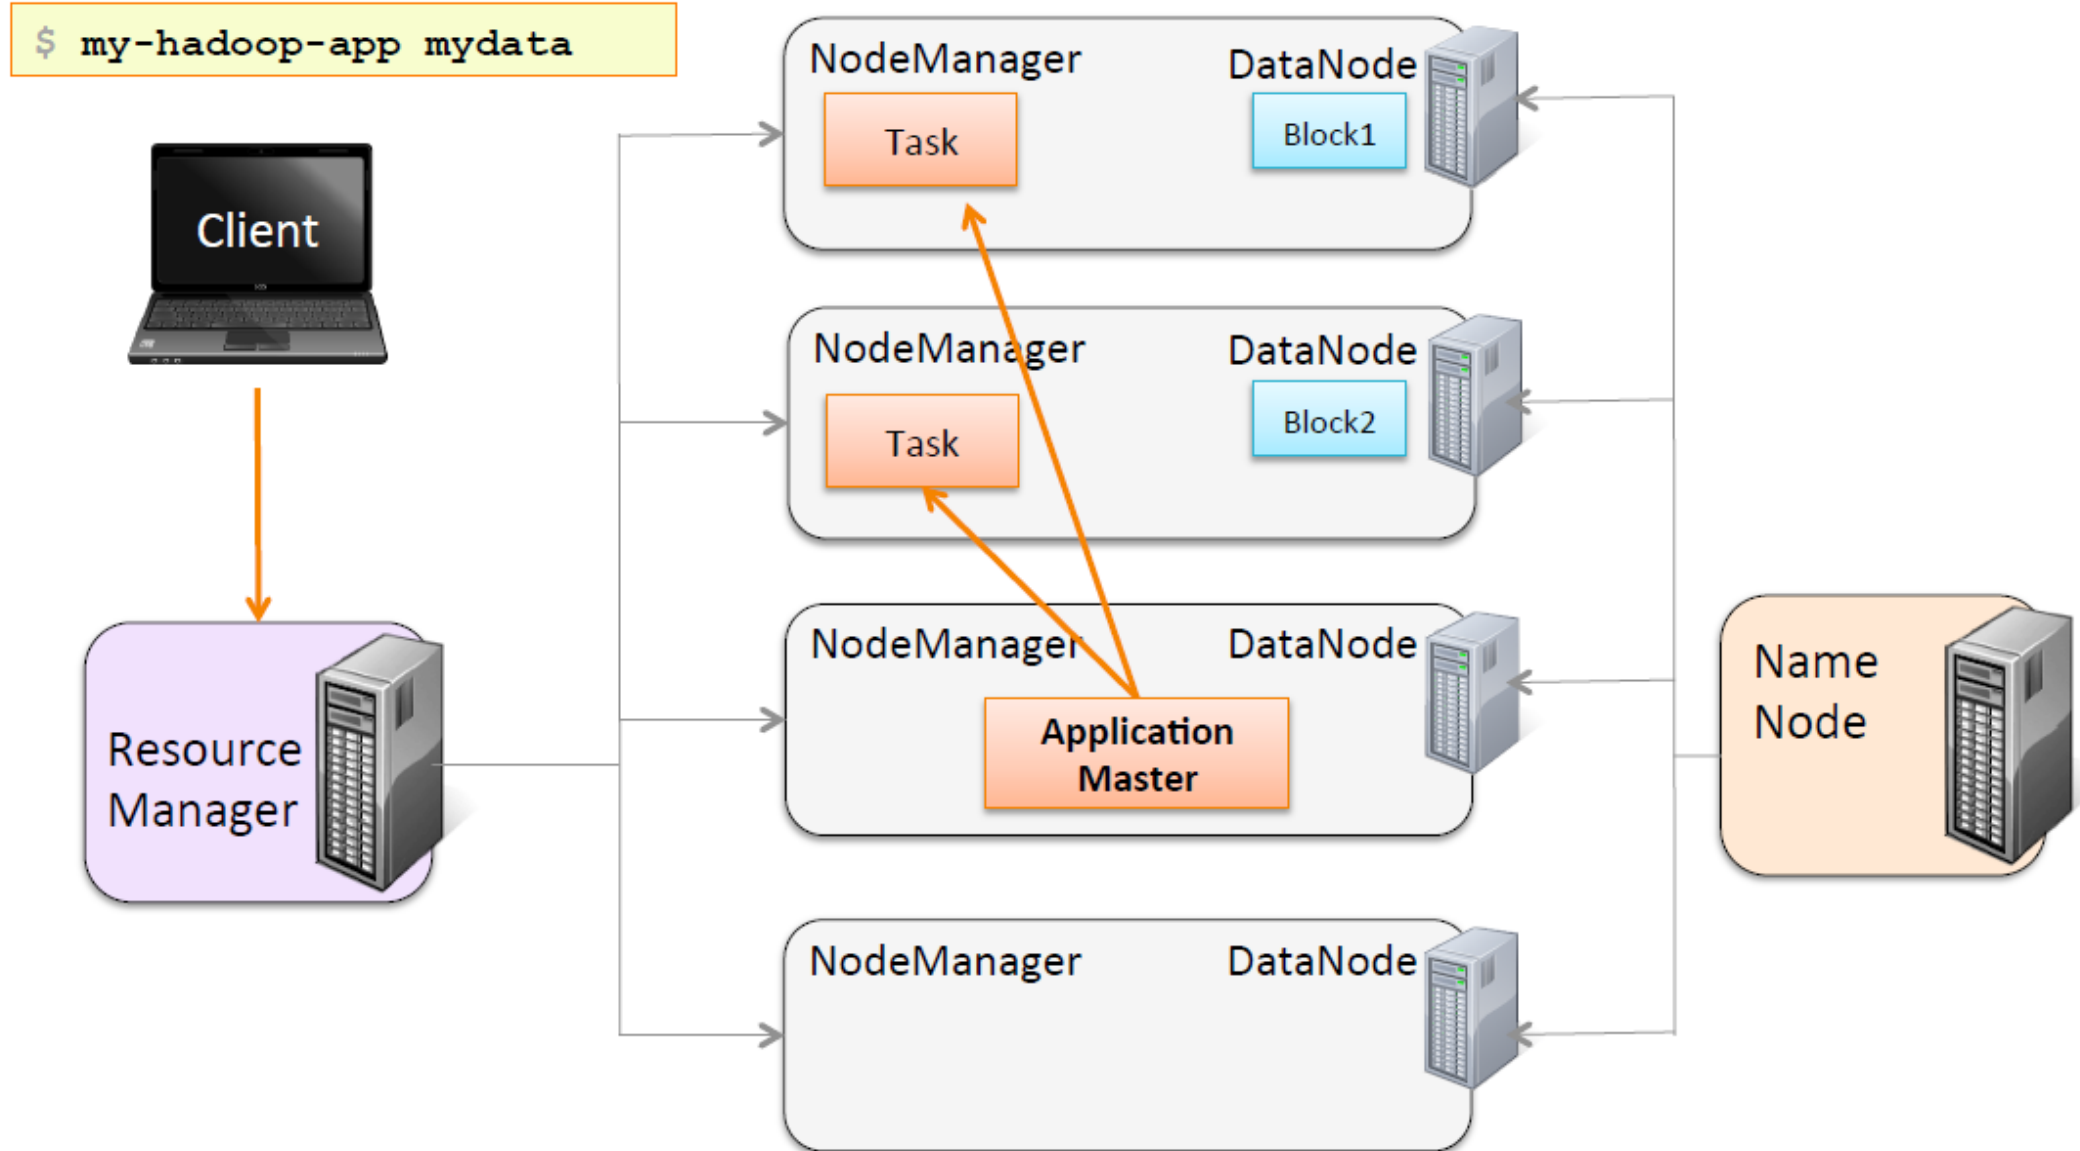 $ my-hadoop-app mydata
Client
Resource
Manager
NodeManager
DataNode
Task
Block1
NodeManager
DataNode
Task
Block2
NodeManager
DataNode
Application
Master
NodeManager
DataNode
Name
Node